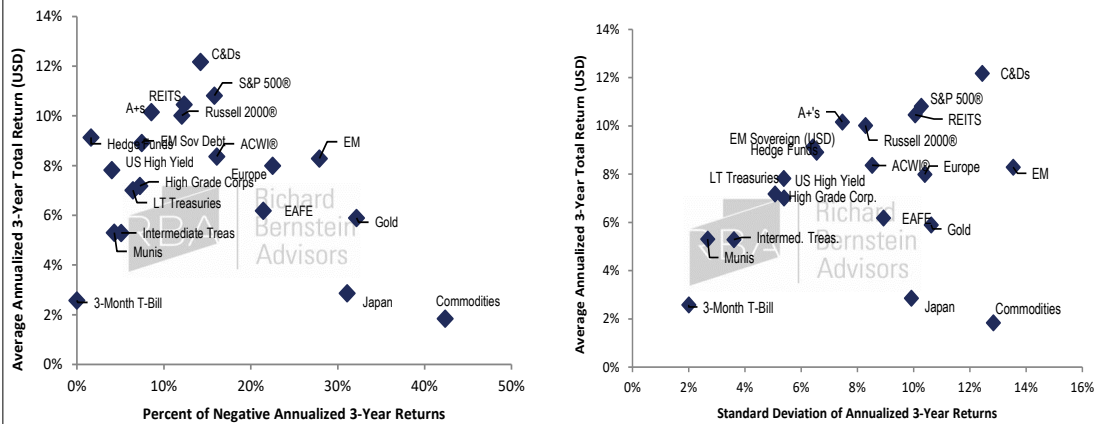 Average Annualized 3-Year Total Return (USD)
14%
12%
10%
8%
6%
4%
2%
0%
0%
10%
20%
30%
40%
50%
Percent of Negative Annualized 3-Year Returns
C&Ds
S&P 500®
REITS
A+s
Russell 2000®
EM Sov Debt
Hedge Funds
ACWI®
EM
US High Yield
Europe
High Grade Corps
LT Treasuries
EAFE
Gold
Intermediate Treas
Munis
3-Month T-Bill
Japan
Commodities
RBA
Richard
Bernstein
Advisors
Average Annualized 3-Year Total Return (USD)
14%
12%
10%
8%
6%
4%
2%
0%
0%
2%
4%
6%
8%
10%
12%
14%
16%
Standard Deviation of Annualized 3-Year Returns
C&Ds
S&P 500®
A+'s
REITS
EM Sovereign (USD)
Russell 2000®
Hedge Funds
ACWI®
Europe
EM
LT Treasuries
US High Yield
High Grade Corp.
EAFE
Gold
Intermed. Treas.
Munis
3-Month T-Bill
Japan
Commodities
RBA
Richard
Bernstein
Advisors